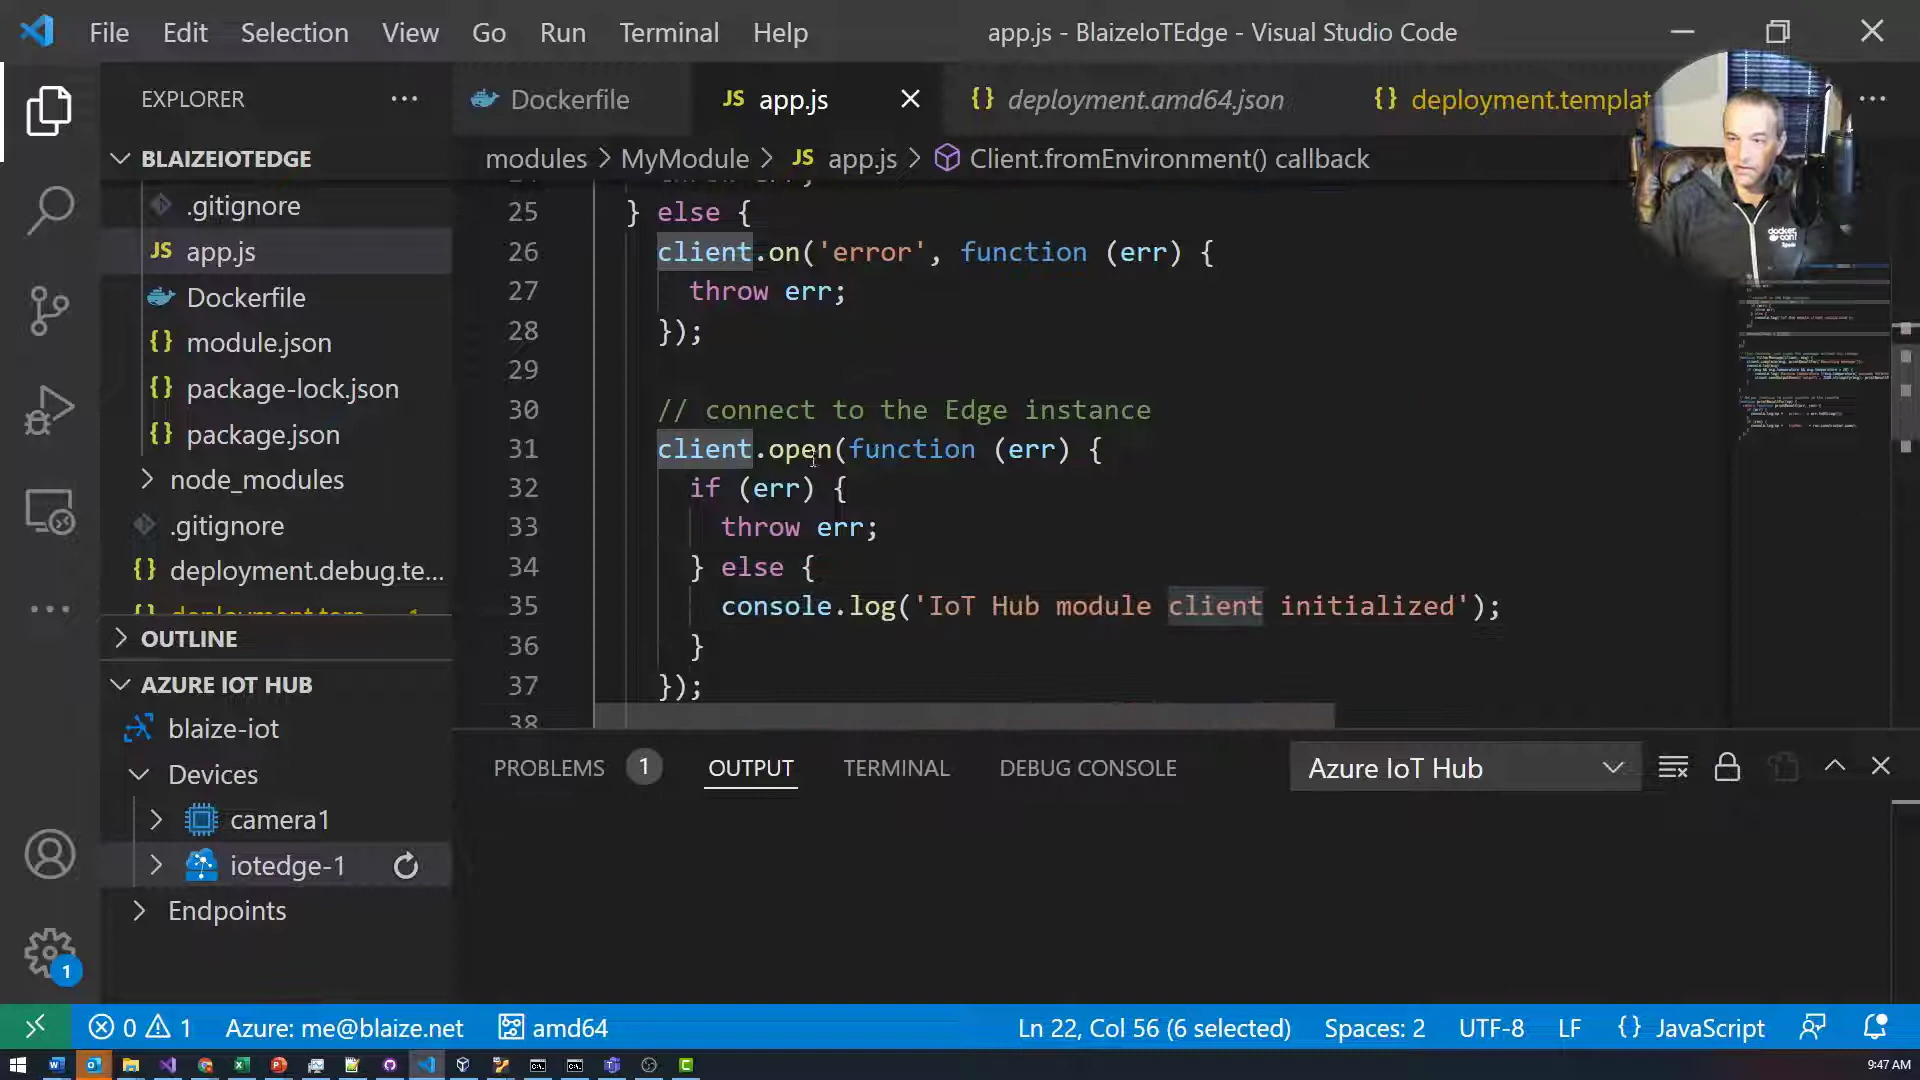 File Edit Selection View Go Run Terminal Help app.js - BlaizeIoTEdge - Visual Studio Code
EXPLORER
Dockerfile JS app.js {} deployment.amd64.json {} deployment.templat
BLAIZEIOTEDGE
modules > MyModule > JS app.js > Client.fromEnvironment() callback
.gitignore
JS app.js
Dockerfile
{} module.json
{} package-lock.json
{} package.json
node_modules
.gitignore
{} deployment.debug.te...
OUTLINE
AZURE IOT HUB
blaize-iot
Devices
camera1
iotedge-1
Endpoints
25 } else {
26 client.on('error', function (err) {
27 throw err;
28 });
29
30 // connect to the Edge instance
31 client.open(function (err) {
32 if (err) {
33 throw err;
34 } else {
35 console.log('IoT Hub module client initialized');
36 }
37 });
38
PROBLEMS 1 OUTPUT TERMINAL DEBUG CONSOLE Azure IoT Hub
1
0 1 Azure: me@blaize.net amd64 Ln 22, Col 56 (6 selected) Spaces: 2 UTF-8 LF {} JavaScript
9:47 AM